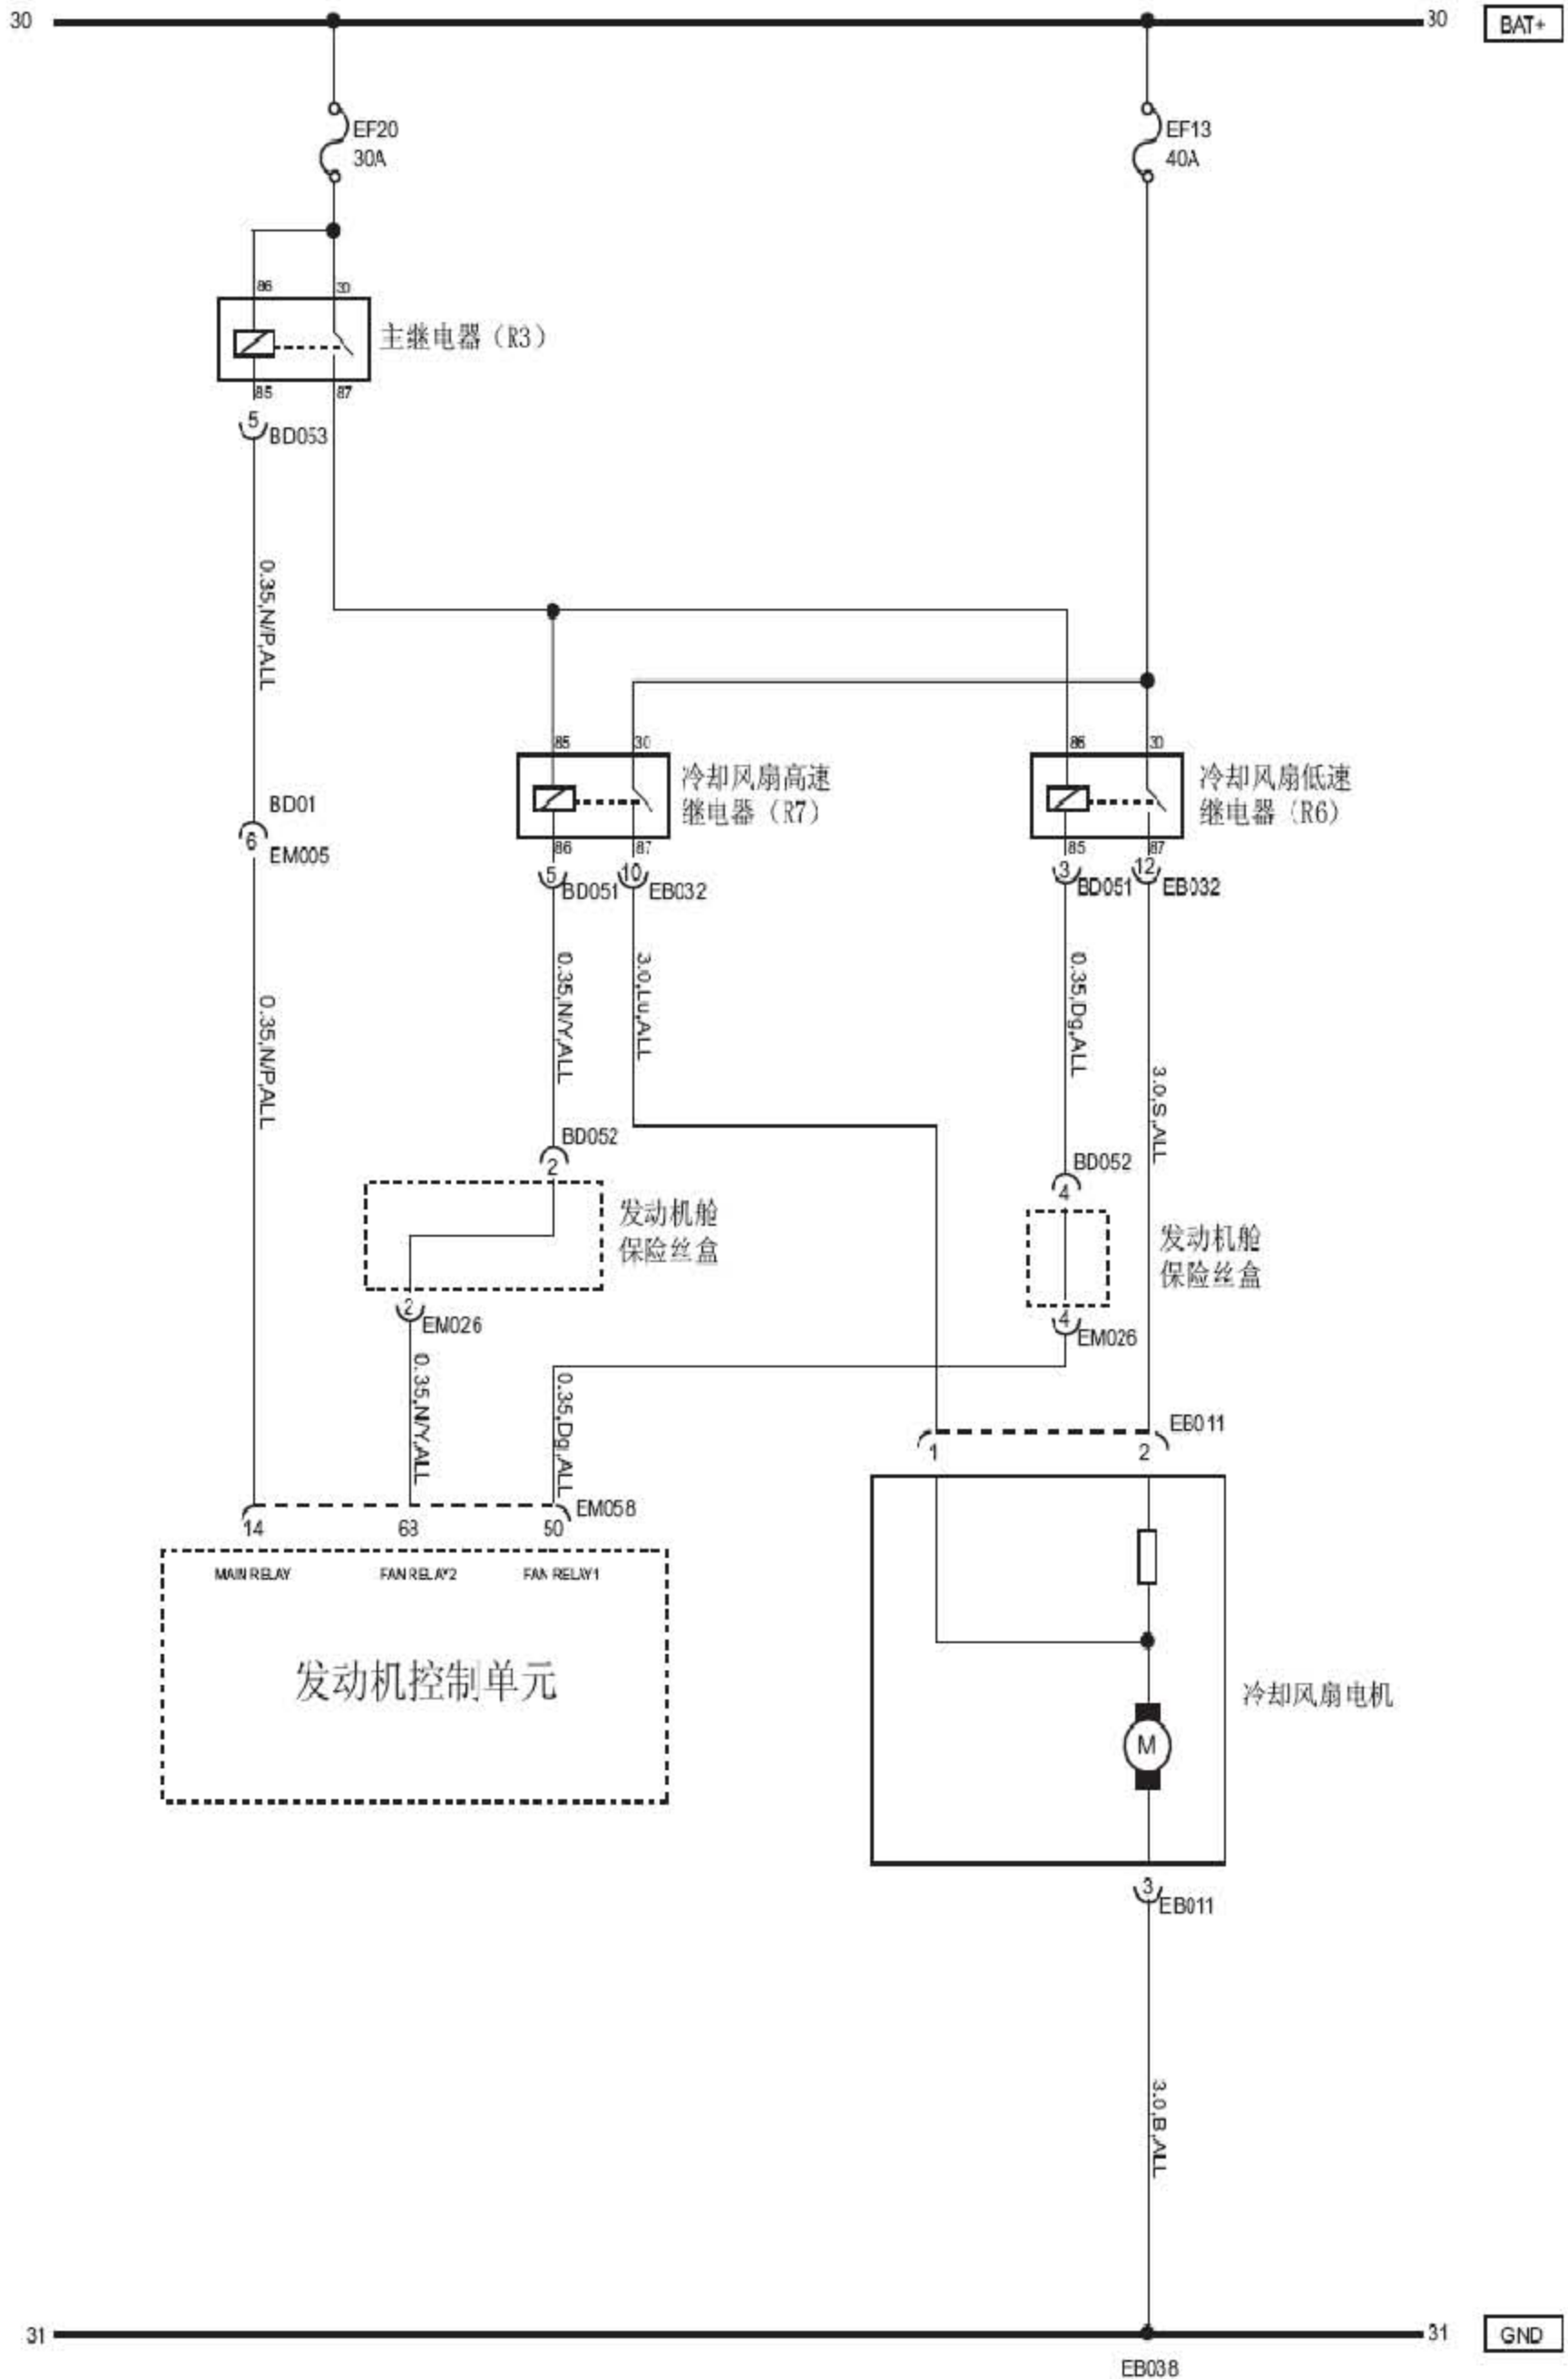 30
30
BAT+
EF20
30A
EF13
40A
86
30
主继电器（R3）
85
87
5
BD053
0.35,N/P,ALL
85
30
冷却风扇高速
继电器（R7）
86
30
冷却风扇低速
继电器（R6）
BD01
6
EM005
86
87
5
BD051
10
EB032
85
87
3
BD051
12
EB032
0.35,N/Y,ALL
3.0,Lu,ALL
0.35,Dg,ALL
0.35,N/P,ALL
3.0,S,ALL
BD052
2
BD052
4
发动机舱
保险丝盒
发动机舱
保险丝盒
2
EM026
4
EM026
0.35,N/Y,ALL
0.35,Dg,ALL
EB011
1
2
EM058
14
68
50
MAIN RELAY
FAN RELAY2
FAN RELAY1
发动机控制单元
冷却风扇电机
M
3
EB011
3.0,B,ALL
31
31
GND
EB038